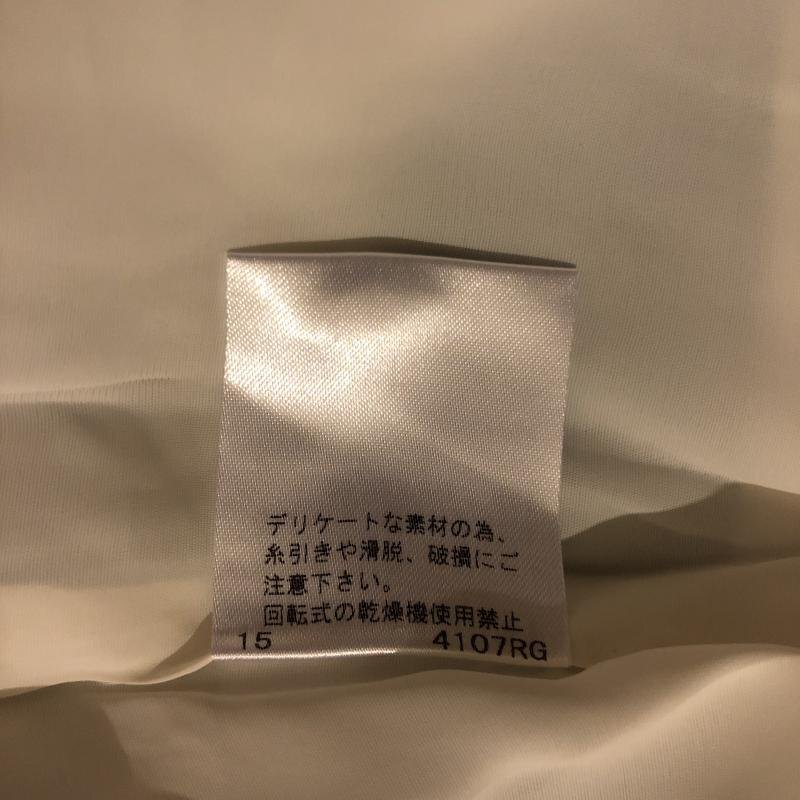 デリケートな素材の為、
糸引きや滑脱、破損にご
注意下さい。
回転式の乾燥機使用禁止
15 4107RG